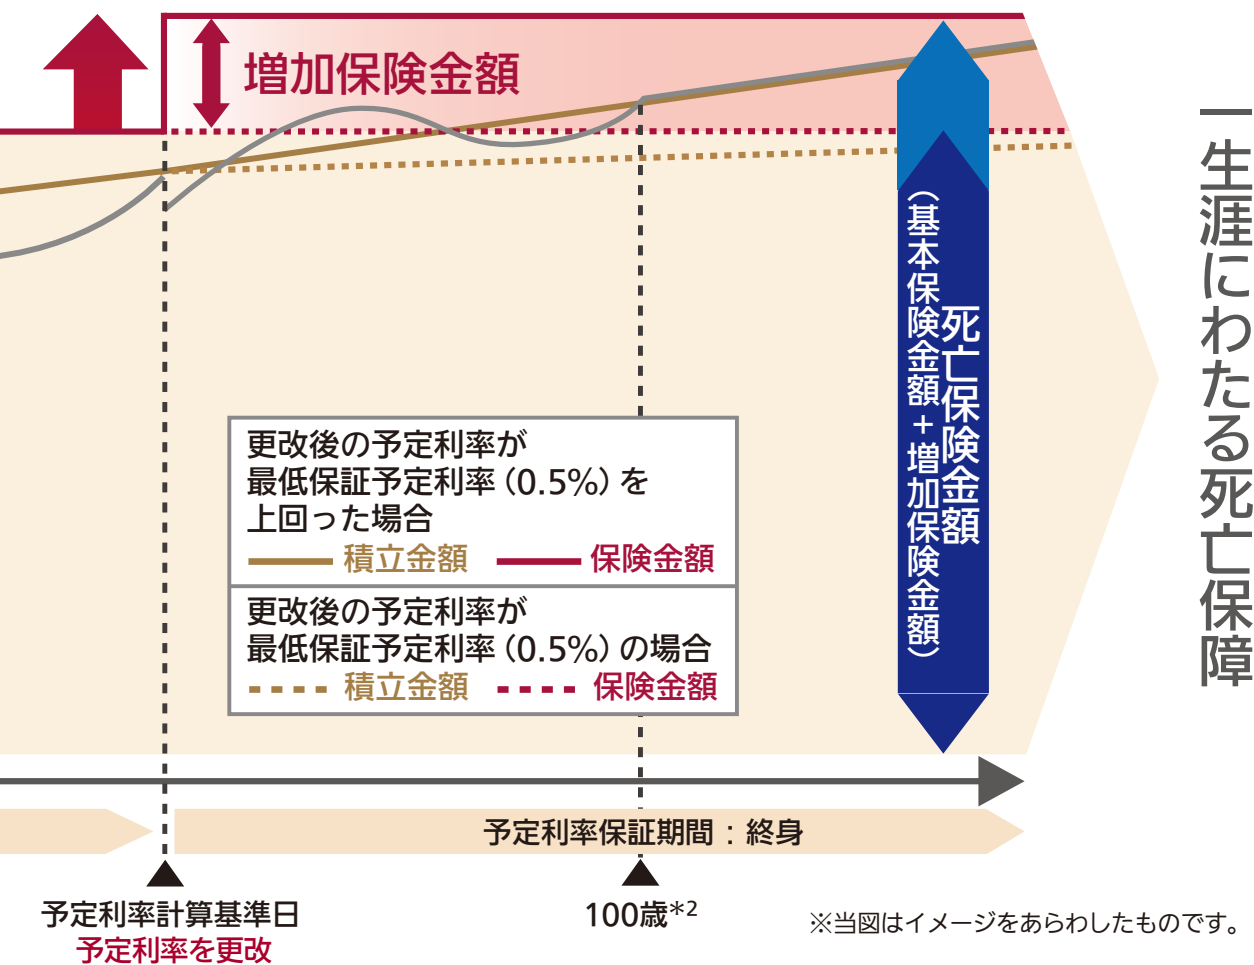 増加保険金額
死亡保険金額
（基本保険金額+増加保険金額）
一生涯にわたる死亡保障
更改後の予定利率が
最低保証予定利率（0.5%）を
上回った場合
積立金額 保険金額
更改後の予定利率が
最低保証予定利率（0.5%）の場合
積立金額 保険金額
予定利率保証期間：終身
予定利率計算基準日
予定利率を更改
100歳*2
※当図はイメージをあらわしたものです。